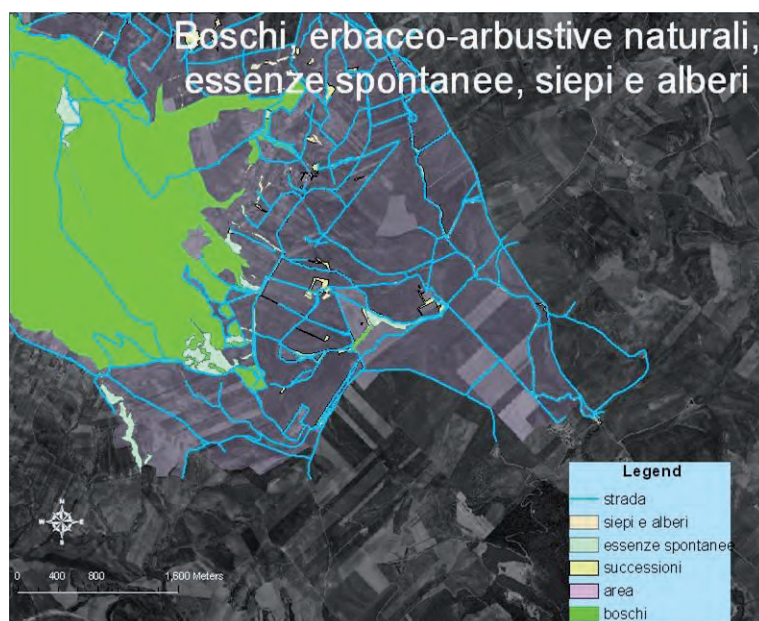 Boschi, erbaceo-arbustive naturali,
essenze spontanee, siepi e alberi
N
W
E
S
0 400 800 1,600 Meters
Legend
strada
siepi e alberi
essenze spontanee
successioni
area
boschi